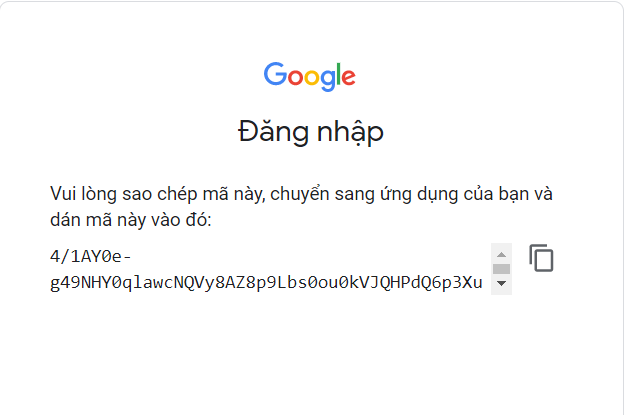 Google
Đăng nhập
Vui lòng sao chép mã này, chuyển sang ứng dụng của bạn và
dán mã này vào đó:
4/1AY0e-
g49NHY0qlawcNQVy8AZ8p9Lbs0ou0kVJQHPdQ6p3Xu